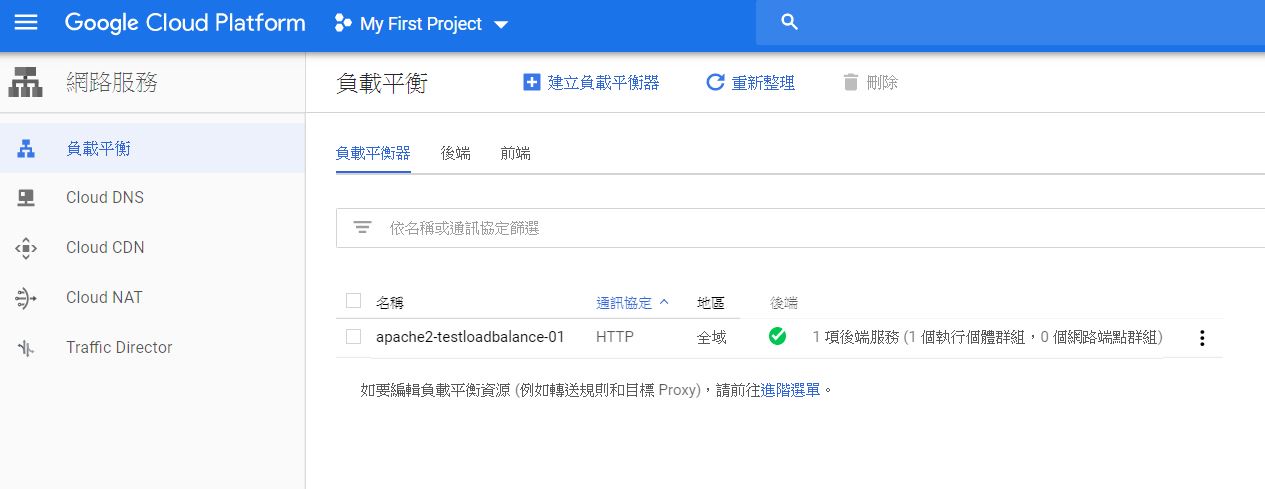 Google Cloud Platform My First Project
網路服務
負載平衡 建立負載平衡器 重新整理 刪除
負載平衡
Cloud DNS
Cloud CDN
Cloud NAT
Traffic Director
負載平衡器 後端 前端
依名稱或通訊協定篩選
名稱 通訊協定 地區 後端
apache2-testloadbalance-01 HTTP 全域 1 項後端服務 (1 個執行個體群組，0 個網路端點群組)
如要編輯負載平衡資源 (例如轉送規則和目標 Proxy)，請前往進階選單。